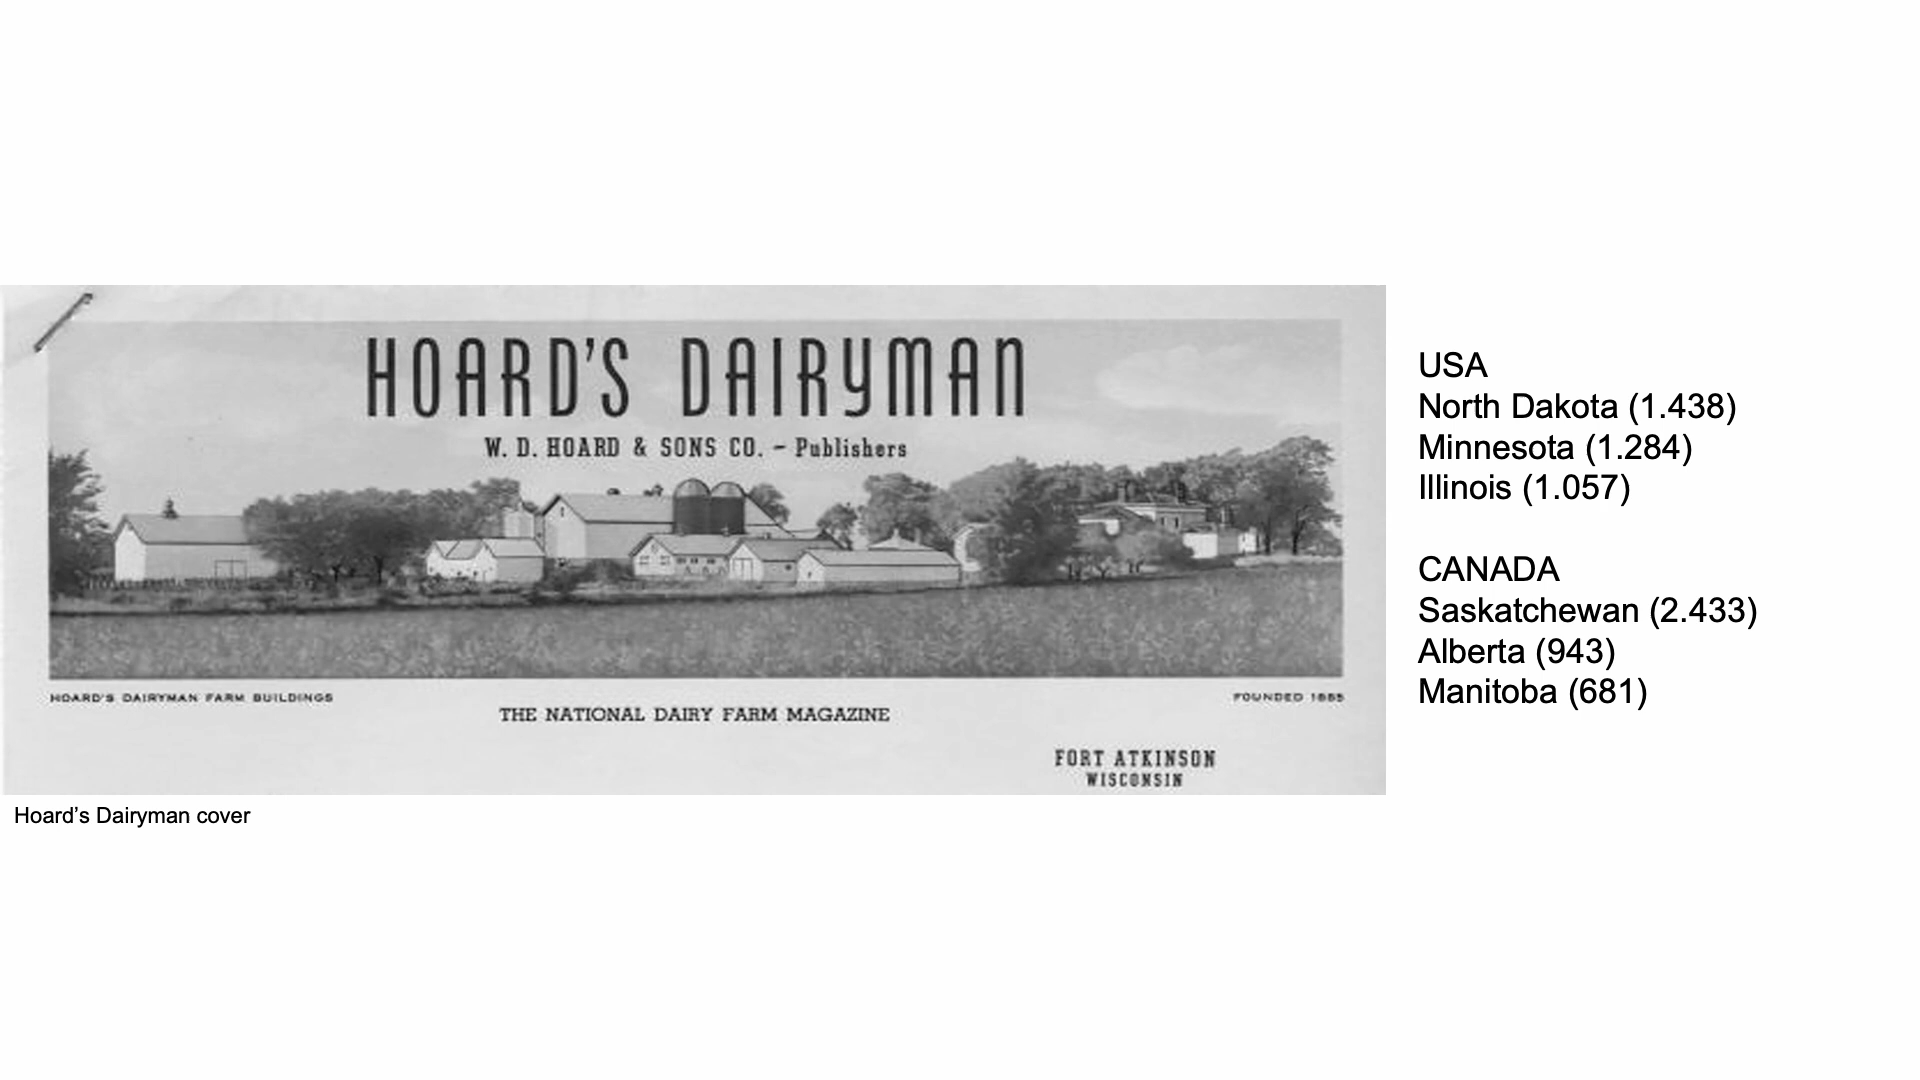 HOARD'S DAIRYMAN
W. D. HOARD & SONS CO. – Publishers
HOARD'S DAIRYMAN FARM BUILDINGS
FOUNDED 1885
THE NATIONAL DAIRY FARM MAGAZINE
FORT ATKINSON
WISCONSIN
Hoard’s Dairyman cover
USA
North Dakota (1.438)
Minnesota (1.284)
Illinois (1.057)
CANADA
Saskatchewan (2.433)
Alberta (943)
Manitoba (681)